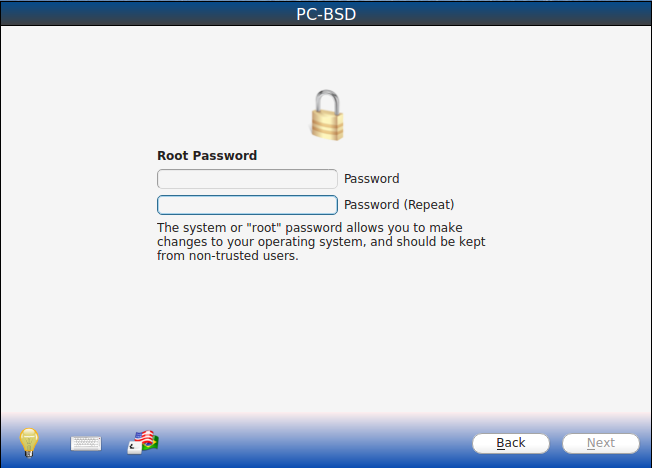 PC-BSD
Root Password
Password
Password (Repeat)
The system or "root" password allows you to make
changes to your operating system, and should be kept
from non-trusted users.
Back
Next